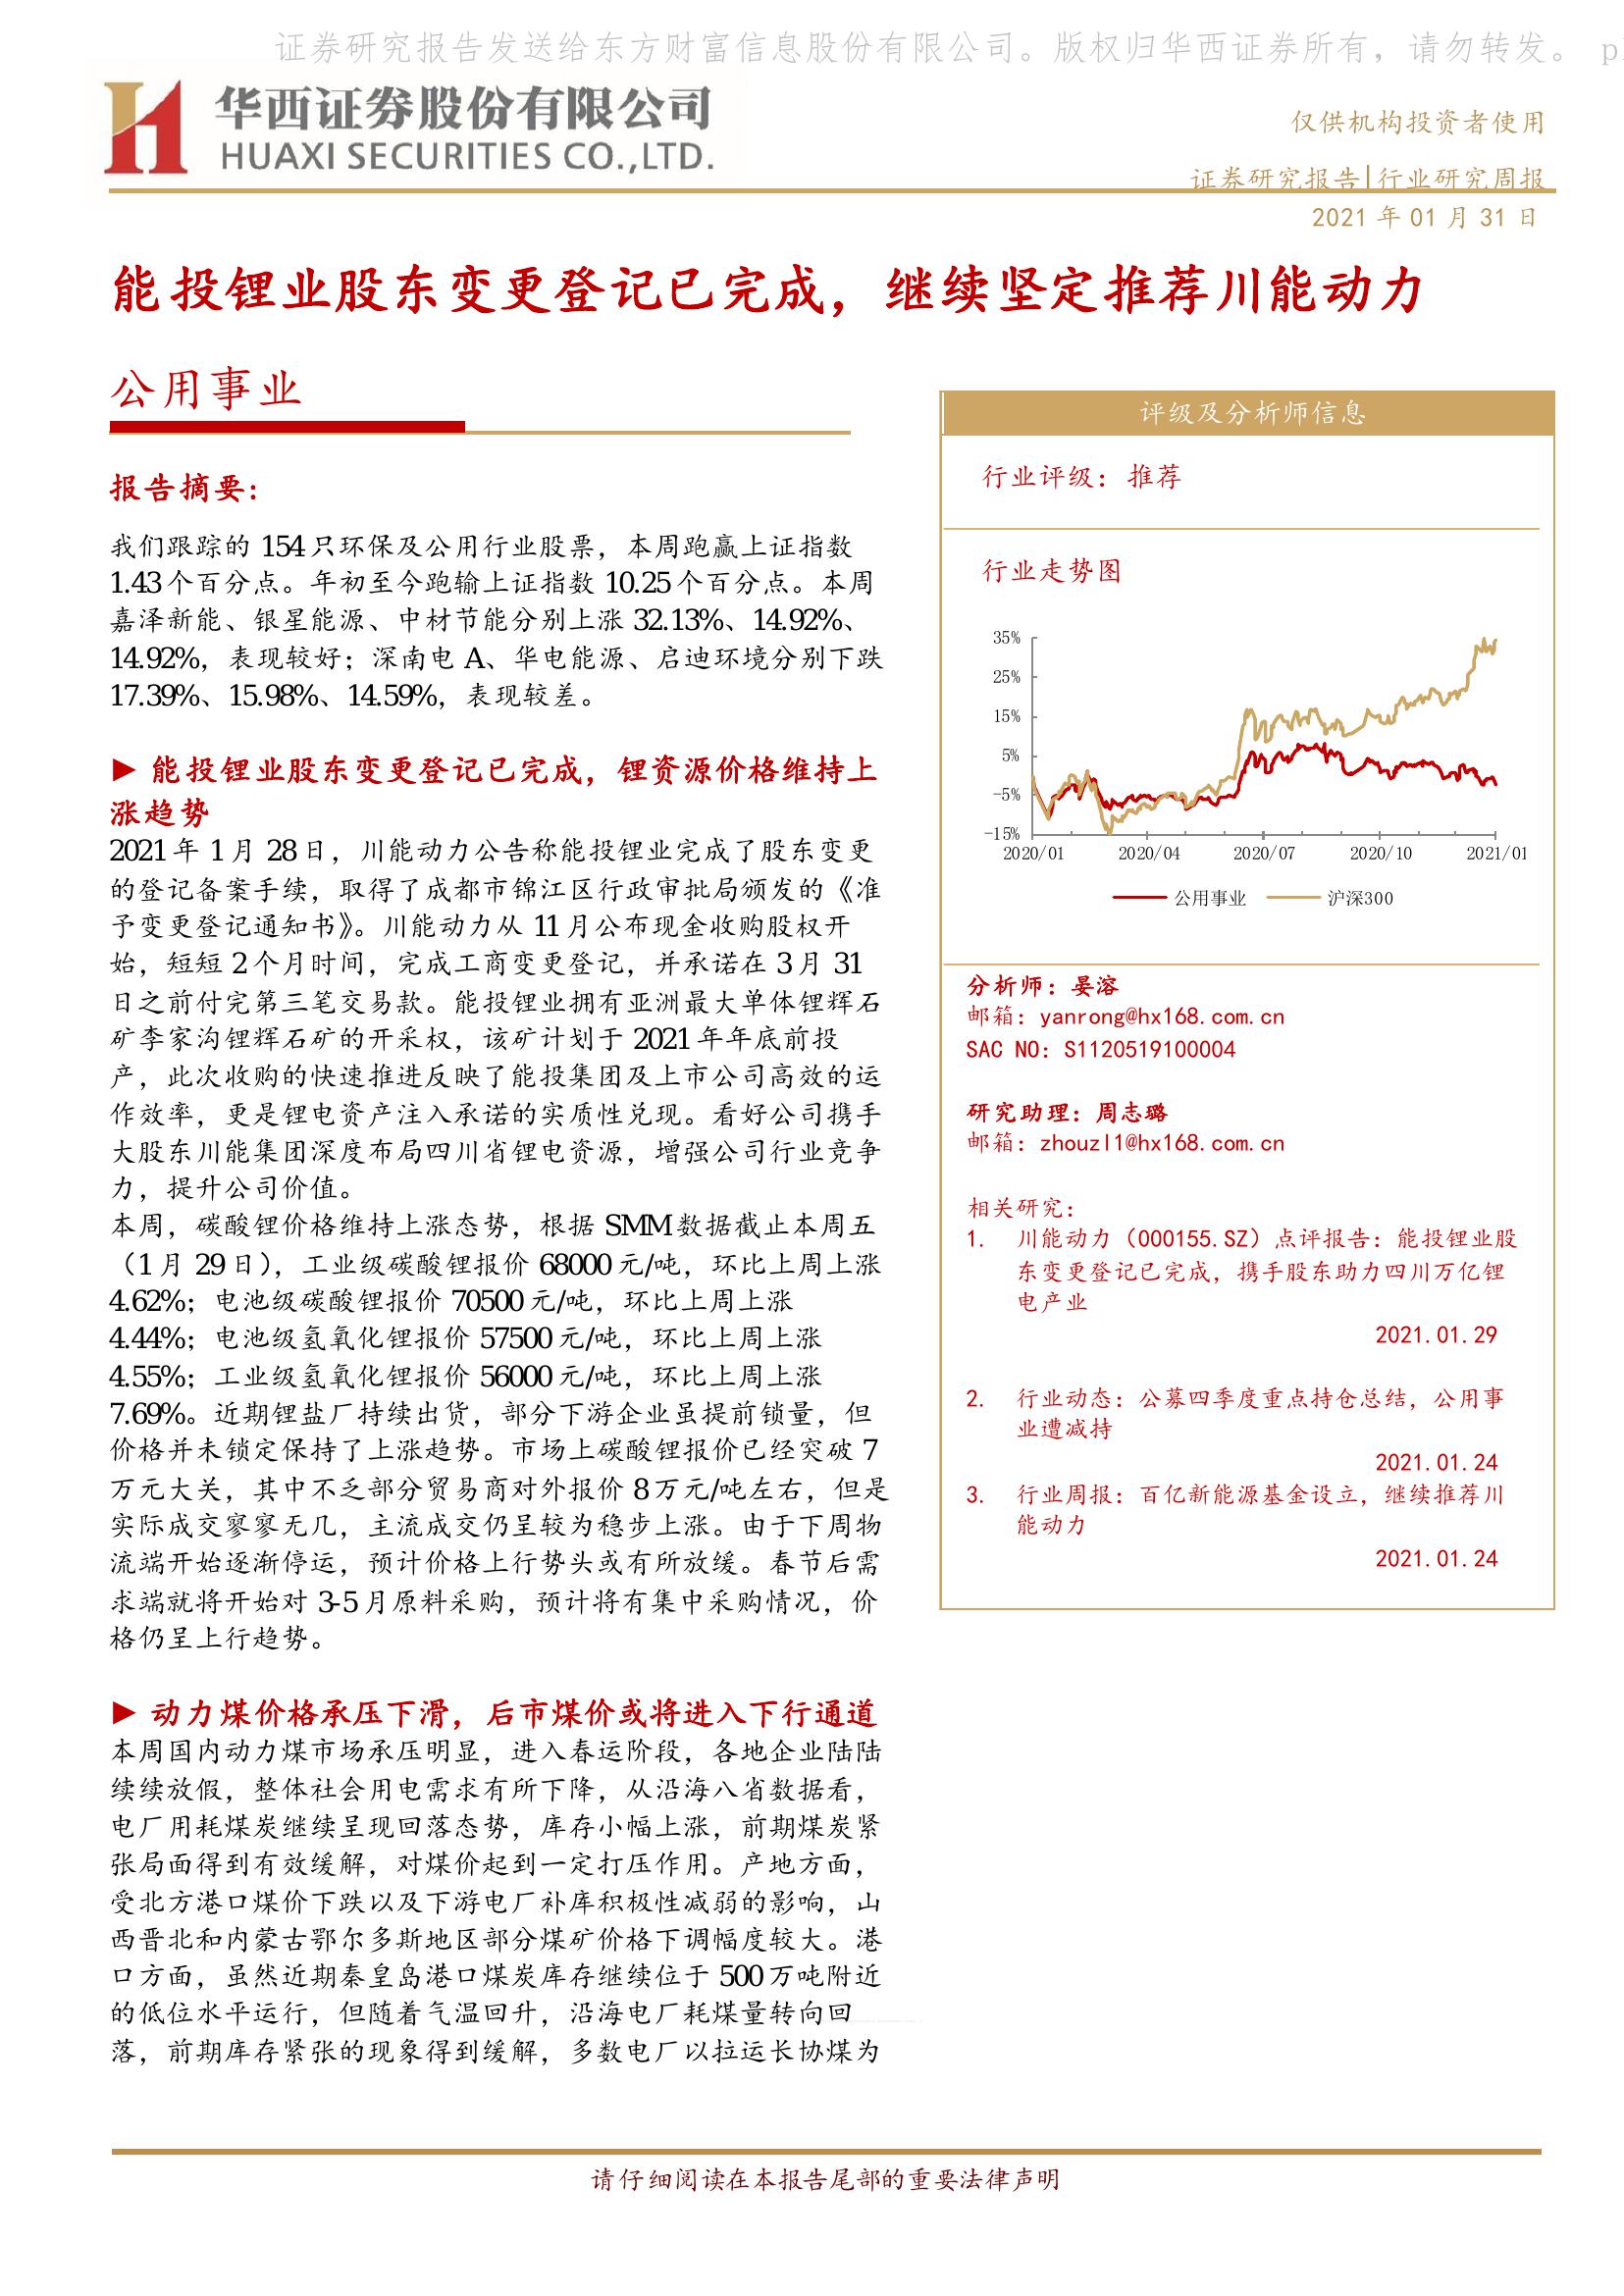 证券研究报告发送给东方财富信息股份有限公司。版权归华西证券所有，请勿转发。 p
华西证券股份有限公司
HUAXI SECURITIES CO.,LTD.
仅供机构投资者使用
证券研究报告|行业研究周报
2021 年 01 月 31 日
能投锂业股东变更登记已完成，继续坚定推荐川能动力
公用事业
报告摘要：
我们跟踪的 154 只环保及公用行业股票，本周跑赢上证指数
1.43 个百分点。年初至今跑输上证指数 10.25 个百分点。本周
嘉泽新能、银星能源、中材节能分别上涨 32.13%、14.92%、
14.92%，表现较好；深南电 A、华电能源、启迪环境分别下跌
17.39%、15.98%、14.59%，表现较差。
► 能投锂业股东变更登记已完成，锂资源价格维持上
涨趋势
2021 年 1 月 28 日，川能动力公告称能投锂业完成了股东变更
的登记备案手续，取得了成都市锦江区行政审批局颁发的《准
予变更登记通知书》。川能动力从 11 月公布现金收购股权开
始，短短 2 个月时间，完成工商变更登记，并承诺在 3 月 31
日之前付完第三笔交易款。能投锂业拥有亚洲最大单体锂辉石
矿李家沟锂辉石矿的开采权，该矿计划于 2021 年年底前投
产，此次收购的快速推进反映了能投集团及上市公司高效的运
作效率，更是锂电资产注入承诺的实质性兑现。看好公司携手
大股东川能集团深度布局四川省锂电资源，增强公司行业竞争
力，提升公司价值。
本周，碳酸锂价格维持上涨态势，根据 SMM 数据截止本周五
（1 月 29 日），工业级碳酸锂报价 68000 元/吨，环比上周上涨
4.62%；电池级碳酸锂报价 70500 元/吨，环比上周上涨
4.44%；电池级氢氧化锂报价 57500 元/吨，环比上周上涨
4.55%；工业级氢氧化锂报价 56000 元/吨，环比上周上涨
7.69%。近期锂盐厂持续出货，部分下游企业虽提前锁量，但
价格并未锁定保持了上涨趋势。市场上碳酸锂报价已经突破 7
万元大关，其中不乏部分贸易商对外报价 8 万元/吨左右，但是
实际成交寥寥无几，主流成交仍呈较为稳步上涨。由于下周物
流端开始逐渐停运，预计价格上行势头或有所放缓。春节后需
求端就将开始对 3-5 月原料采购，预计将有集中采购情况，价
格仍呈上行趋势。
► 动力煤价格承压下滑，后市煤价或将进入下行通道
本周国内动力煤市场承压明显，进入春运阶段，各地企业陆陆
续续放假，整体社会用电需求有所下降，从沿海八省数据看，
电厂用耗煤炭继续呈现回落态势，库存小幅上涨，前期煤炭紧
张局面得到有效缓解，对煤价起到一定打压作用。产地方面，
受北方港口煤价下跌以及下游电厂补库积极性减弱的影响，山
西晋北和内蒙古鄂尔多斯地区部分煤矿价格下调幅度较大。港
口方面，虽然近期秦皇岛港口煤炭库存继续位于 500 万吨附近
的低位水平运行，但随着气温回升，沿海电厂耗煤量转向回
落，前期库存紧张的现象得到缓解，多数电厂以拉运长协煤为
评级及分析师信息
行业评级：推荐
行业走势图
35%
25%
15%
5%
-5%
-15%
2020/01 2020/04 2020/07 2020/10 2021/01
公用事业 沪深300
分析师：晏溶
邮箱：yanrong@hx168.com.cn
SAC NO：S1120519100004
研究助理：周志璐
邮箱：zhouzl1@hx168.com.cn
相关研究：
1. 川能动力（000155.SZ）点评报告：能投锂业股
东变更登记已完成，携手股东助力四川万亿锂
电产业
2021.01.29
2. 行业动态：公募四季度重点持仓总结，公用事
业遭减持
2021.01.24
3. 行业周报：百亿新能源基金设立，继续推荐川
能动力
2021.01.24
请仔细阅读在本报告尾部的重要法律声明